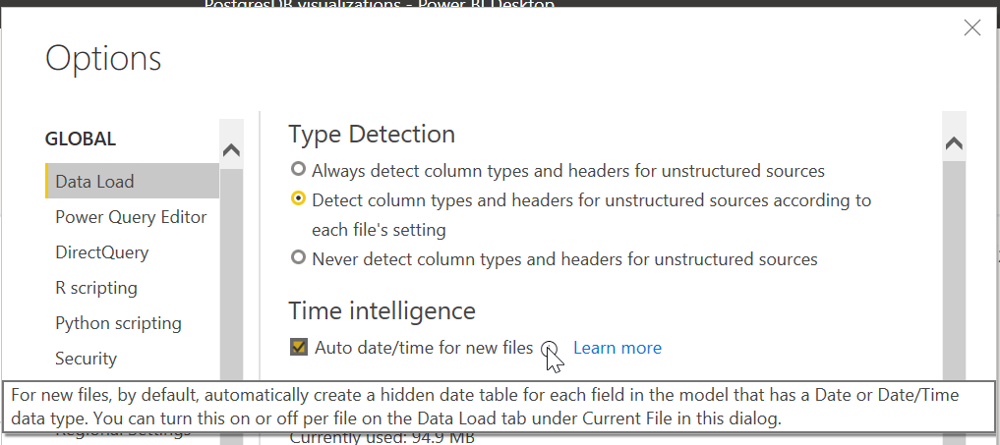 PostgresDB visualizations - Power BI Desktop
Options
GLOBAL
Data Load
Power Query Editor
DirectQuery
R scripting
Python scripting
Security
Regional Settings
Type Detection
Always detect column types and headers for unstructured sources
Detect column types and headers for unstructured sources according to
each file's setting
Never detect column types and headers for unstructured sources
Time intelligence
Auto date/time for new files
Learn more
For new files, by default, automatically create a hidden date table for each field in the model that has a Date or Date/Time
data type. You can turn this on or off per file on the Data Load tab under Current File in this dialog.
Currently used: 94.9 MB